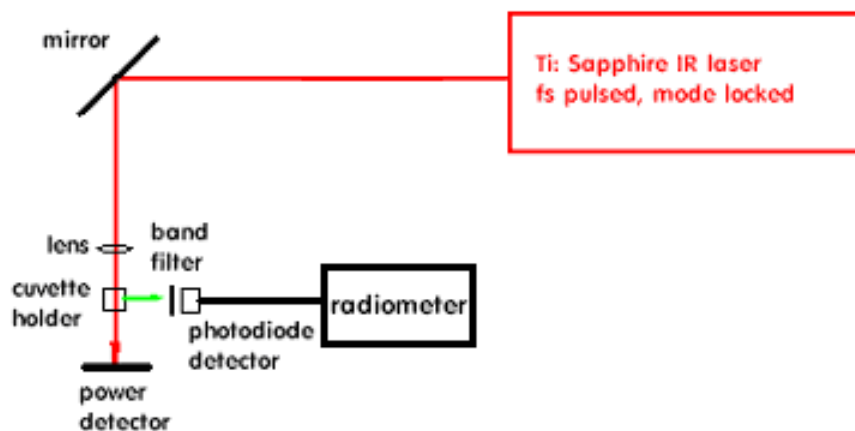 mirror
Ti: Sapphire IR laser
fs pulsed, mode locked
lens
band
filter
cuvette
holder
radiometer
photodiode
detector
power
detector